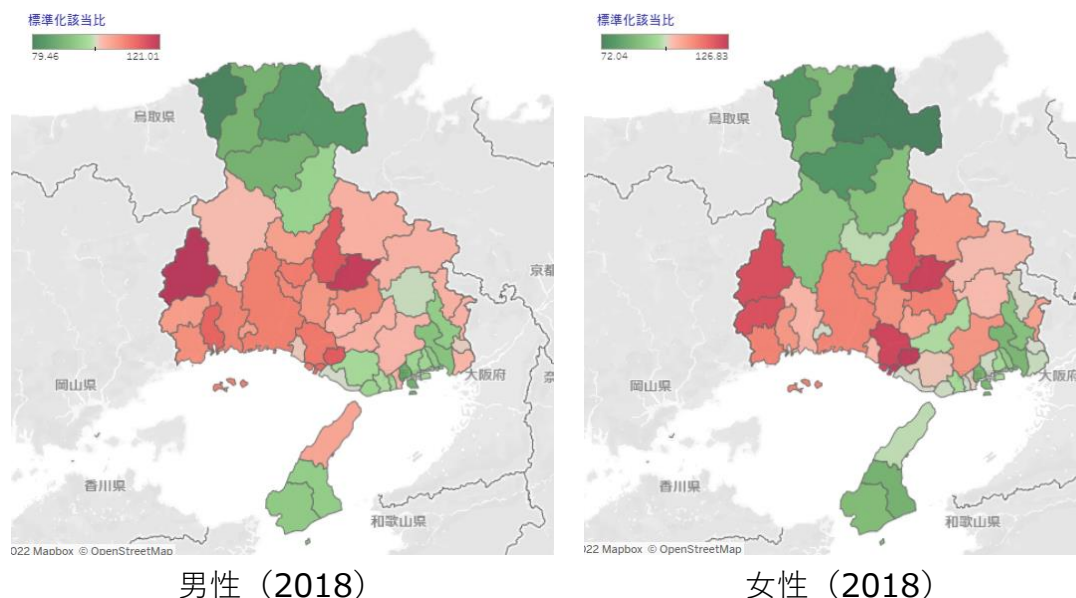 標準化該当比
79.46
121.01
鳥取県
京都
岡山県
大阪府
奈
香川県
和歌山県
022 Mapbox © OpenStreetMap
男性（2018）
標準化該当比
72.04
126.83
鳥取県
京都
岡山県
大阪府
奈
香川県
和歌山県
022 Mapbox © OpenStreetMap
女性（2018）